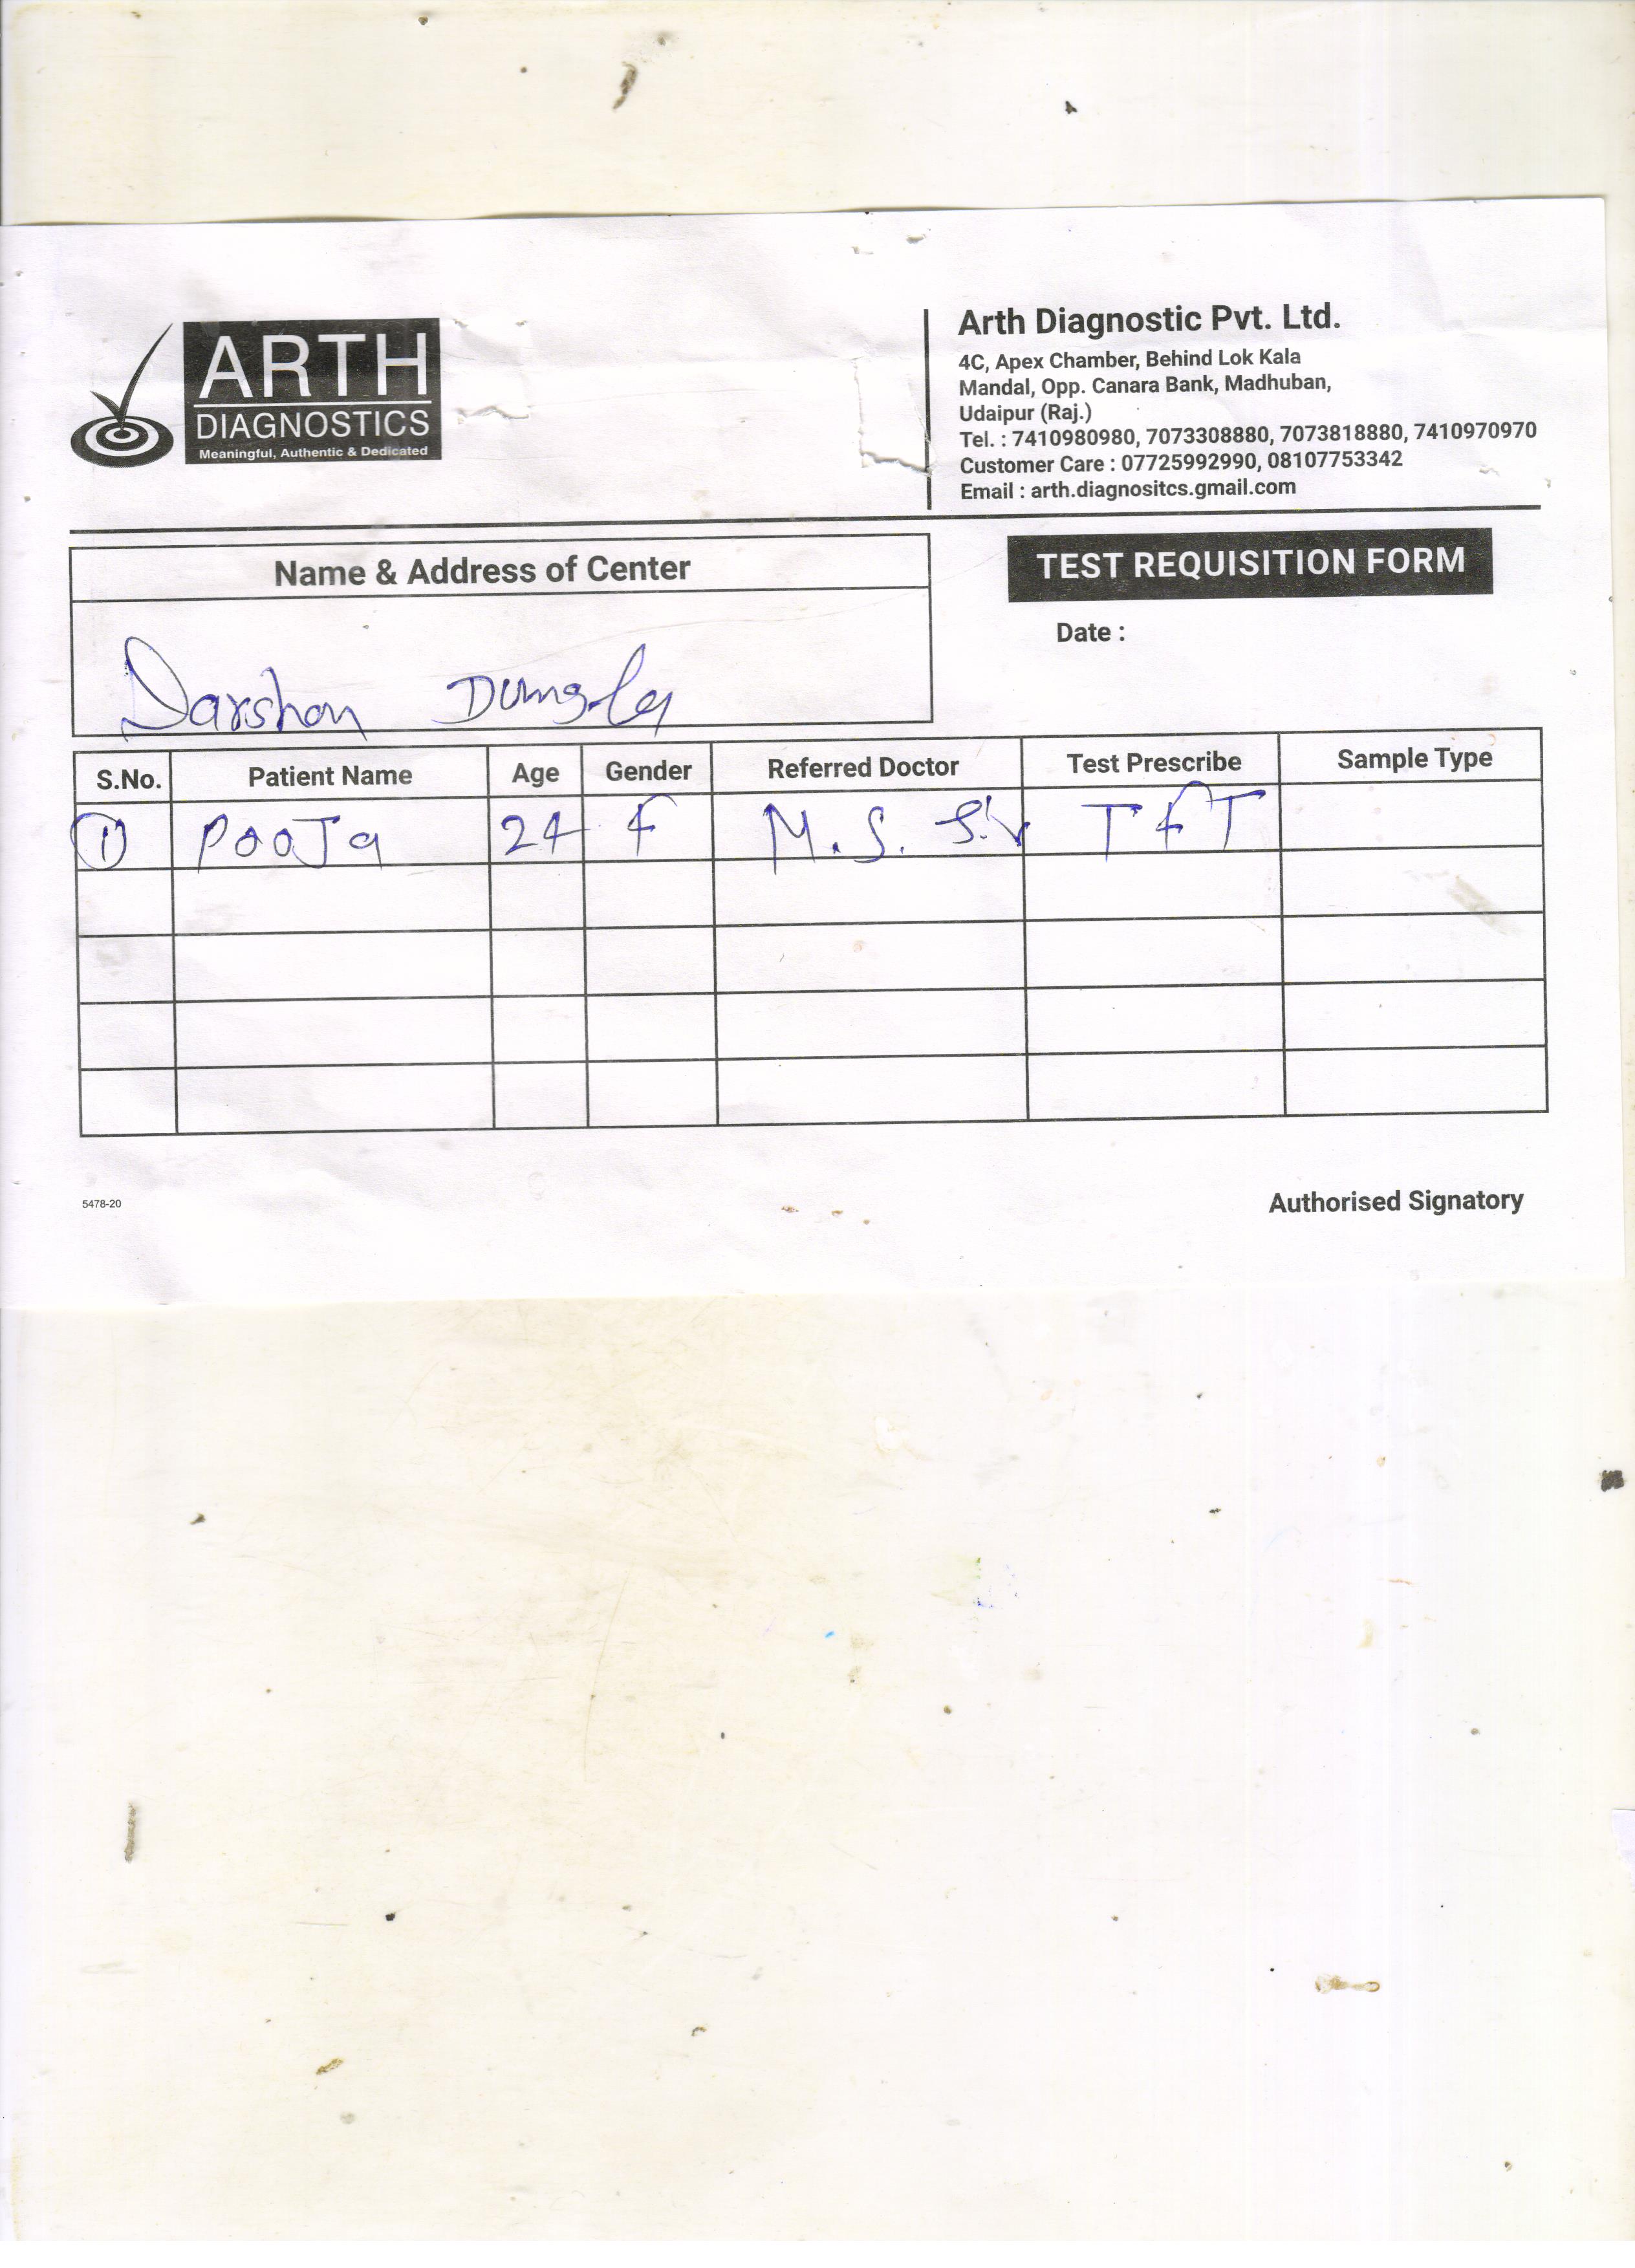 ARTH
DIAGNOSTICS
Meaningful, Authentic & Dedicated
Arth Diagnostic Pvt. Ltd.
4C, Apex Chamber, Behind Lok Kala
Mandal, Opp. Canara Bank, Madhuban,
Udaipur (Raj.)
Tel. : 7410980980, 7073308880, 7073818880, 7410970970
Customer Care : 07725992990, 08107753342
Email : arth.diagnositcs.gmail.com
Name & Address of Center
TEST REQUISITION FORM
Date :
Darshan
S.No. Patient Name Age Gender Referred Doctor Test Prescribe Sample Type
1 Pooja 24 F M.S. TFT
5478-20
Authorised Signatory